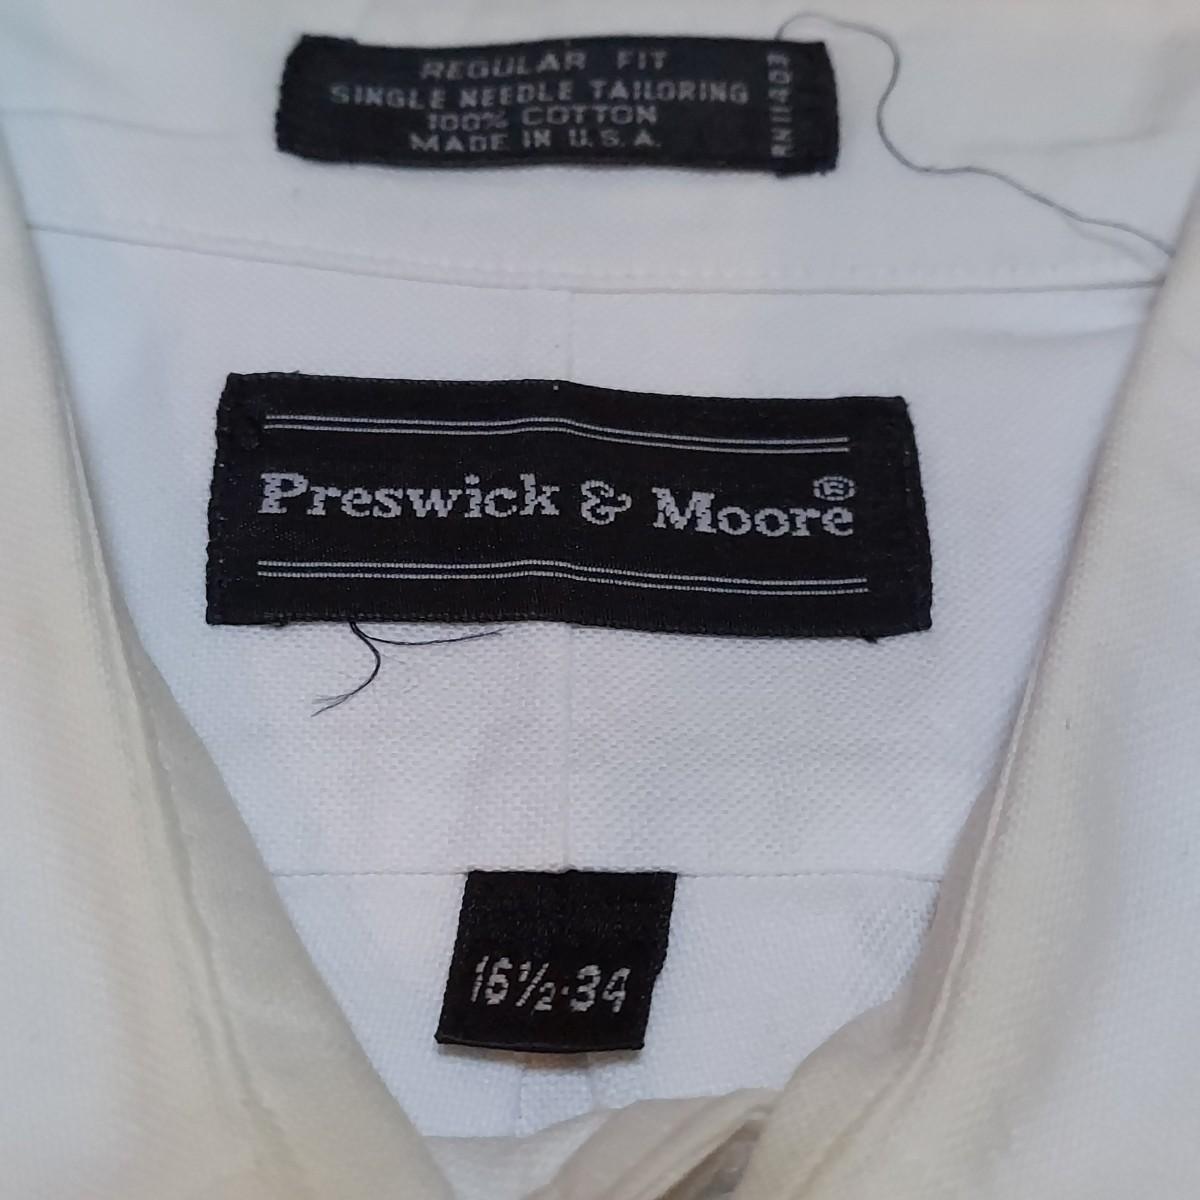 REGULAR FIT
SINGLE NEEDLE TAILORING
100% COTTON
MADE IN U.S.A.
RN11403
Preswick & Moore®
16½·34